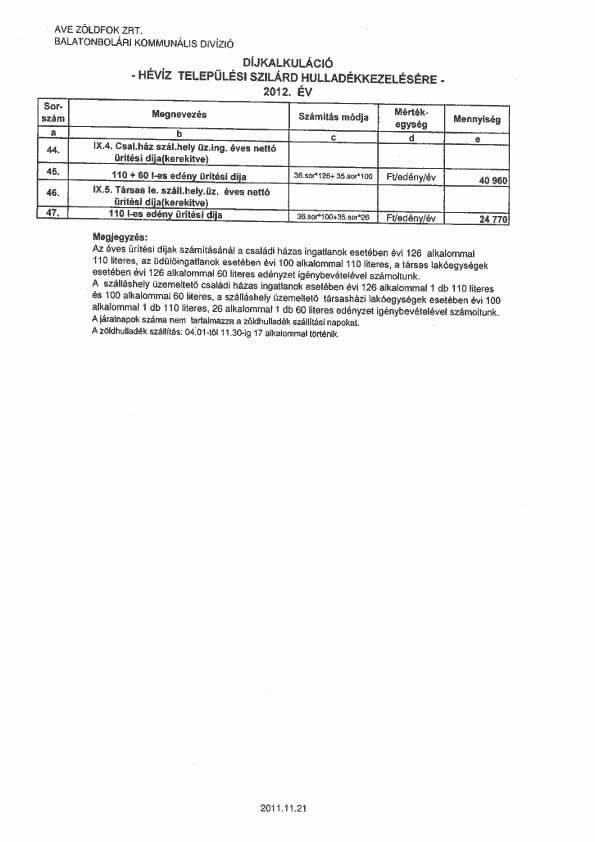 AVE ZÖLDFOK ZRT.
BALATONBOLÁRI KOMMUNÁLIS DIVÍZIÓ
DÍJKALKULÁCIÓ
- HÉVÍZ TELEPÜLÉSI SZILÁRD HULLADÉKKEZELÉSÉRE -
2012. ÉV
Sor-szám Megnevezés Számítás módja Mérték-egység Mennyiség
a b c d e
44. IX.4. Csal.ház szál.hely üz.ing. éves nettó
ürítési díja(kerekítve)
45. 110 + 60 l-es edény ürítési díja 36.sor*126+ 35.sor*100 Ft/edény/év 40 960
46. IX.5. Társas le. száll.hely.üz. éves nettó
ürítési díja(kerekitve)
47. 110 l-es edény ürítési díja 36.sor*100+35.sor*26 Ft/edény/év 24 770
Megjegyzés:
Az éves ürítési díjak számításánál a családi házas ingatlanok esetében évi 126 alkalommal
110 literes, az üdülőingatlanok esetében évi 100 alkalommal 110 literes, a társas lakóegységek
esetében évi 126 alkalommal 60 literes edényzet igénybevételével számoltunk.
A szálláshely üzemeltető családi házas ingatlanok esetében évi 126 alkalommal 1 db 110 literes
és 100 alkalommal 60 literes, a szálláshely üzemeltető társasházi lakóegységek esetében évi 100
alkalommal 1 db 110 literes, 26 alkalommal 1 db 60 literes edényzet igénybevételével számoltunk.
A járatnapok száma nem tartalmazza a zöldhulladék szállítási napokat.
A zöldhulladék szállítás: 04.01-től 11.30-ig 17 alkalommal történik.
2011.11.21